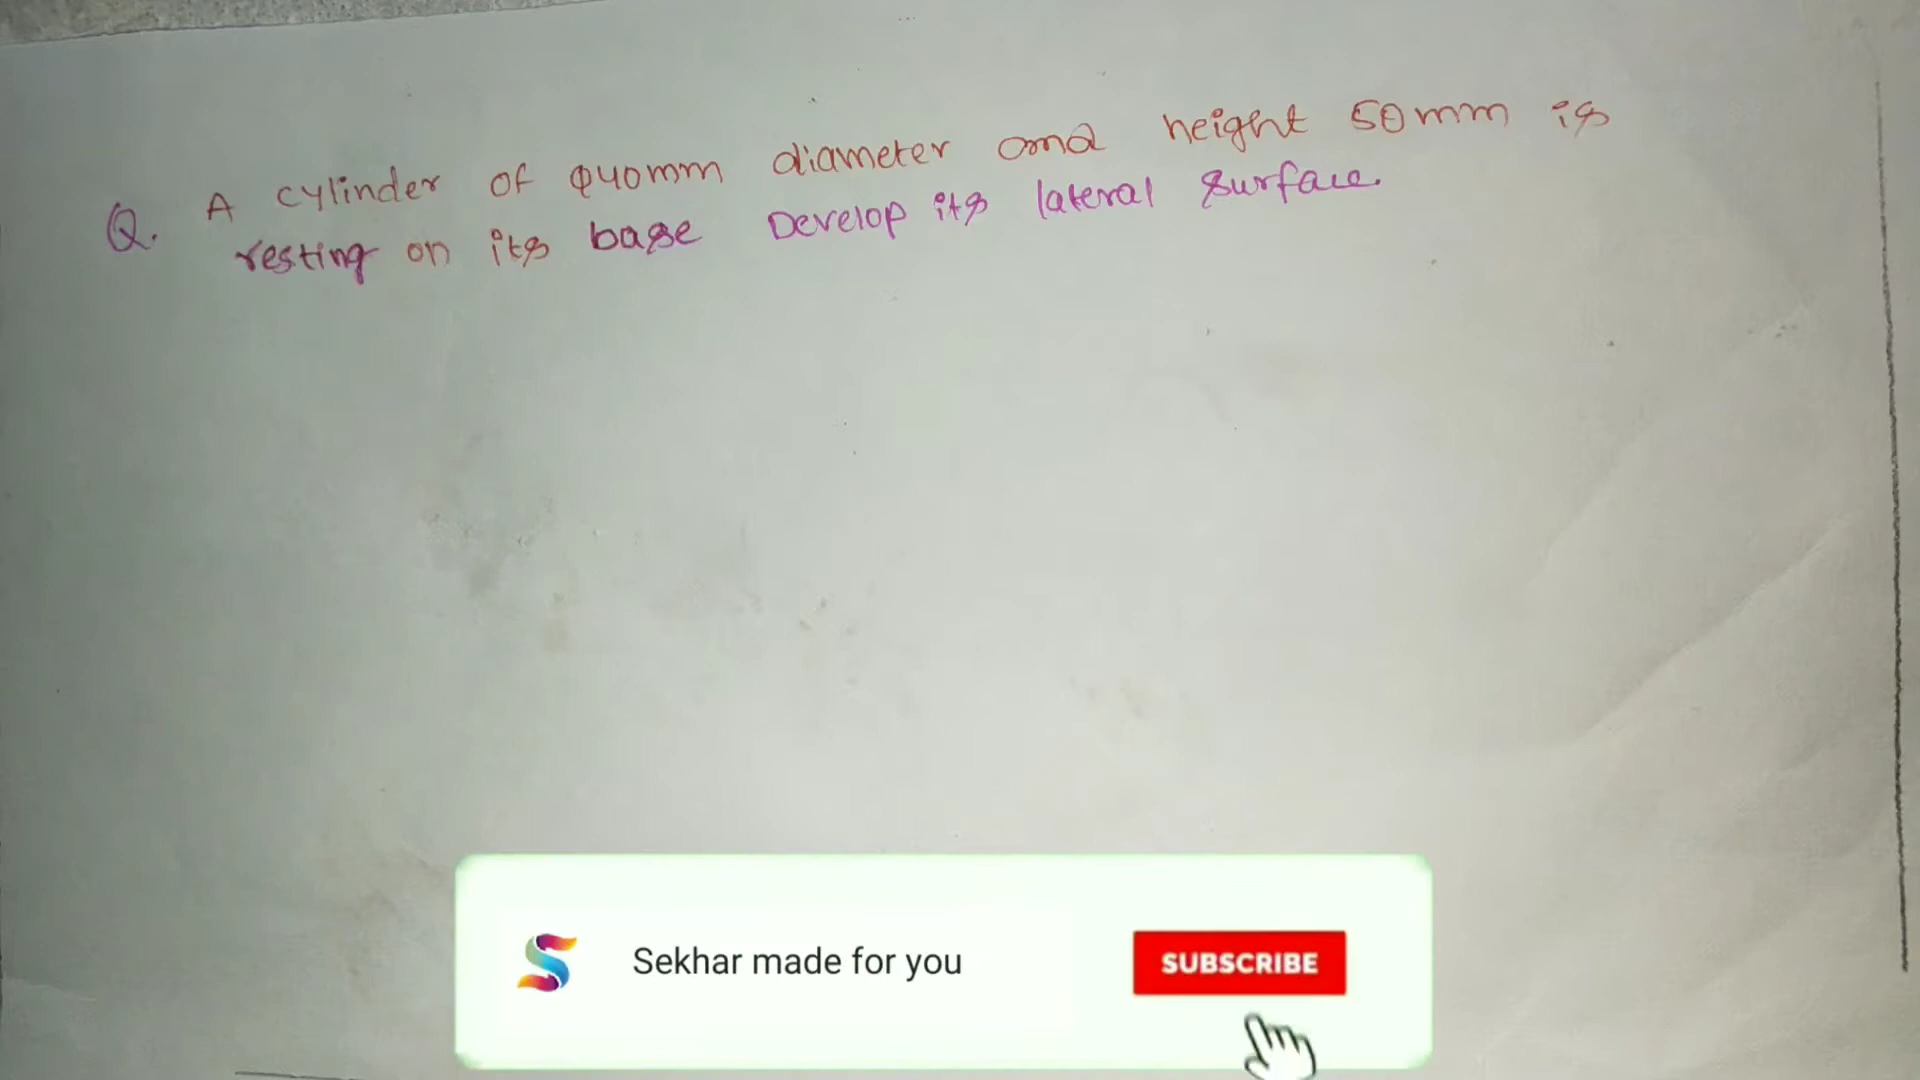 Q. A cylinder of φ40mm diameter and height 50mm is
resting on its base Develop its lateral surface.
Sekhar made for you
SUBSCRIBE